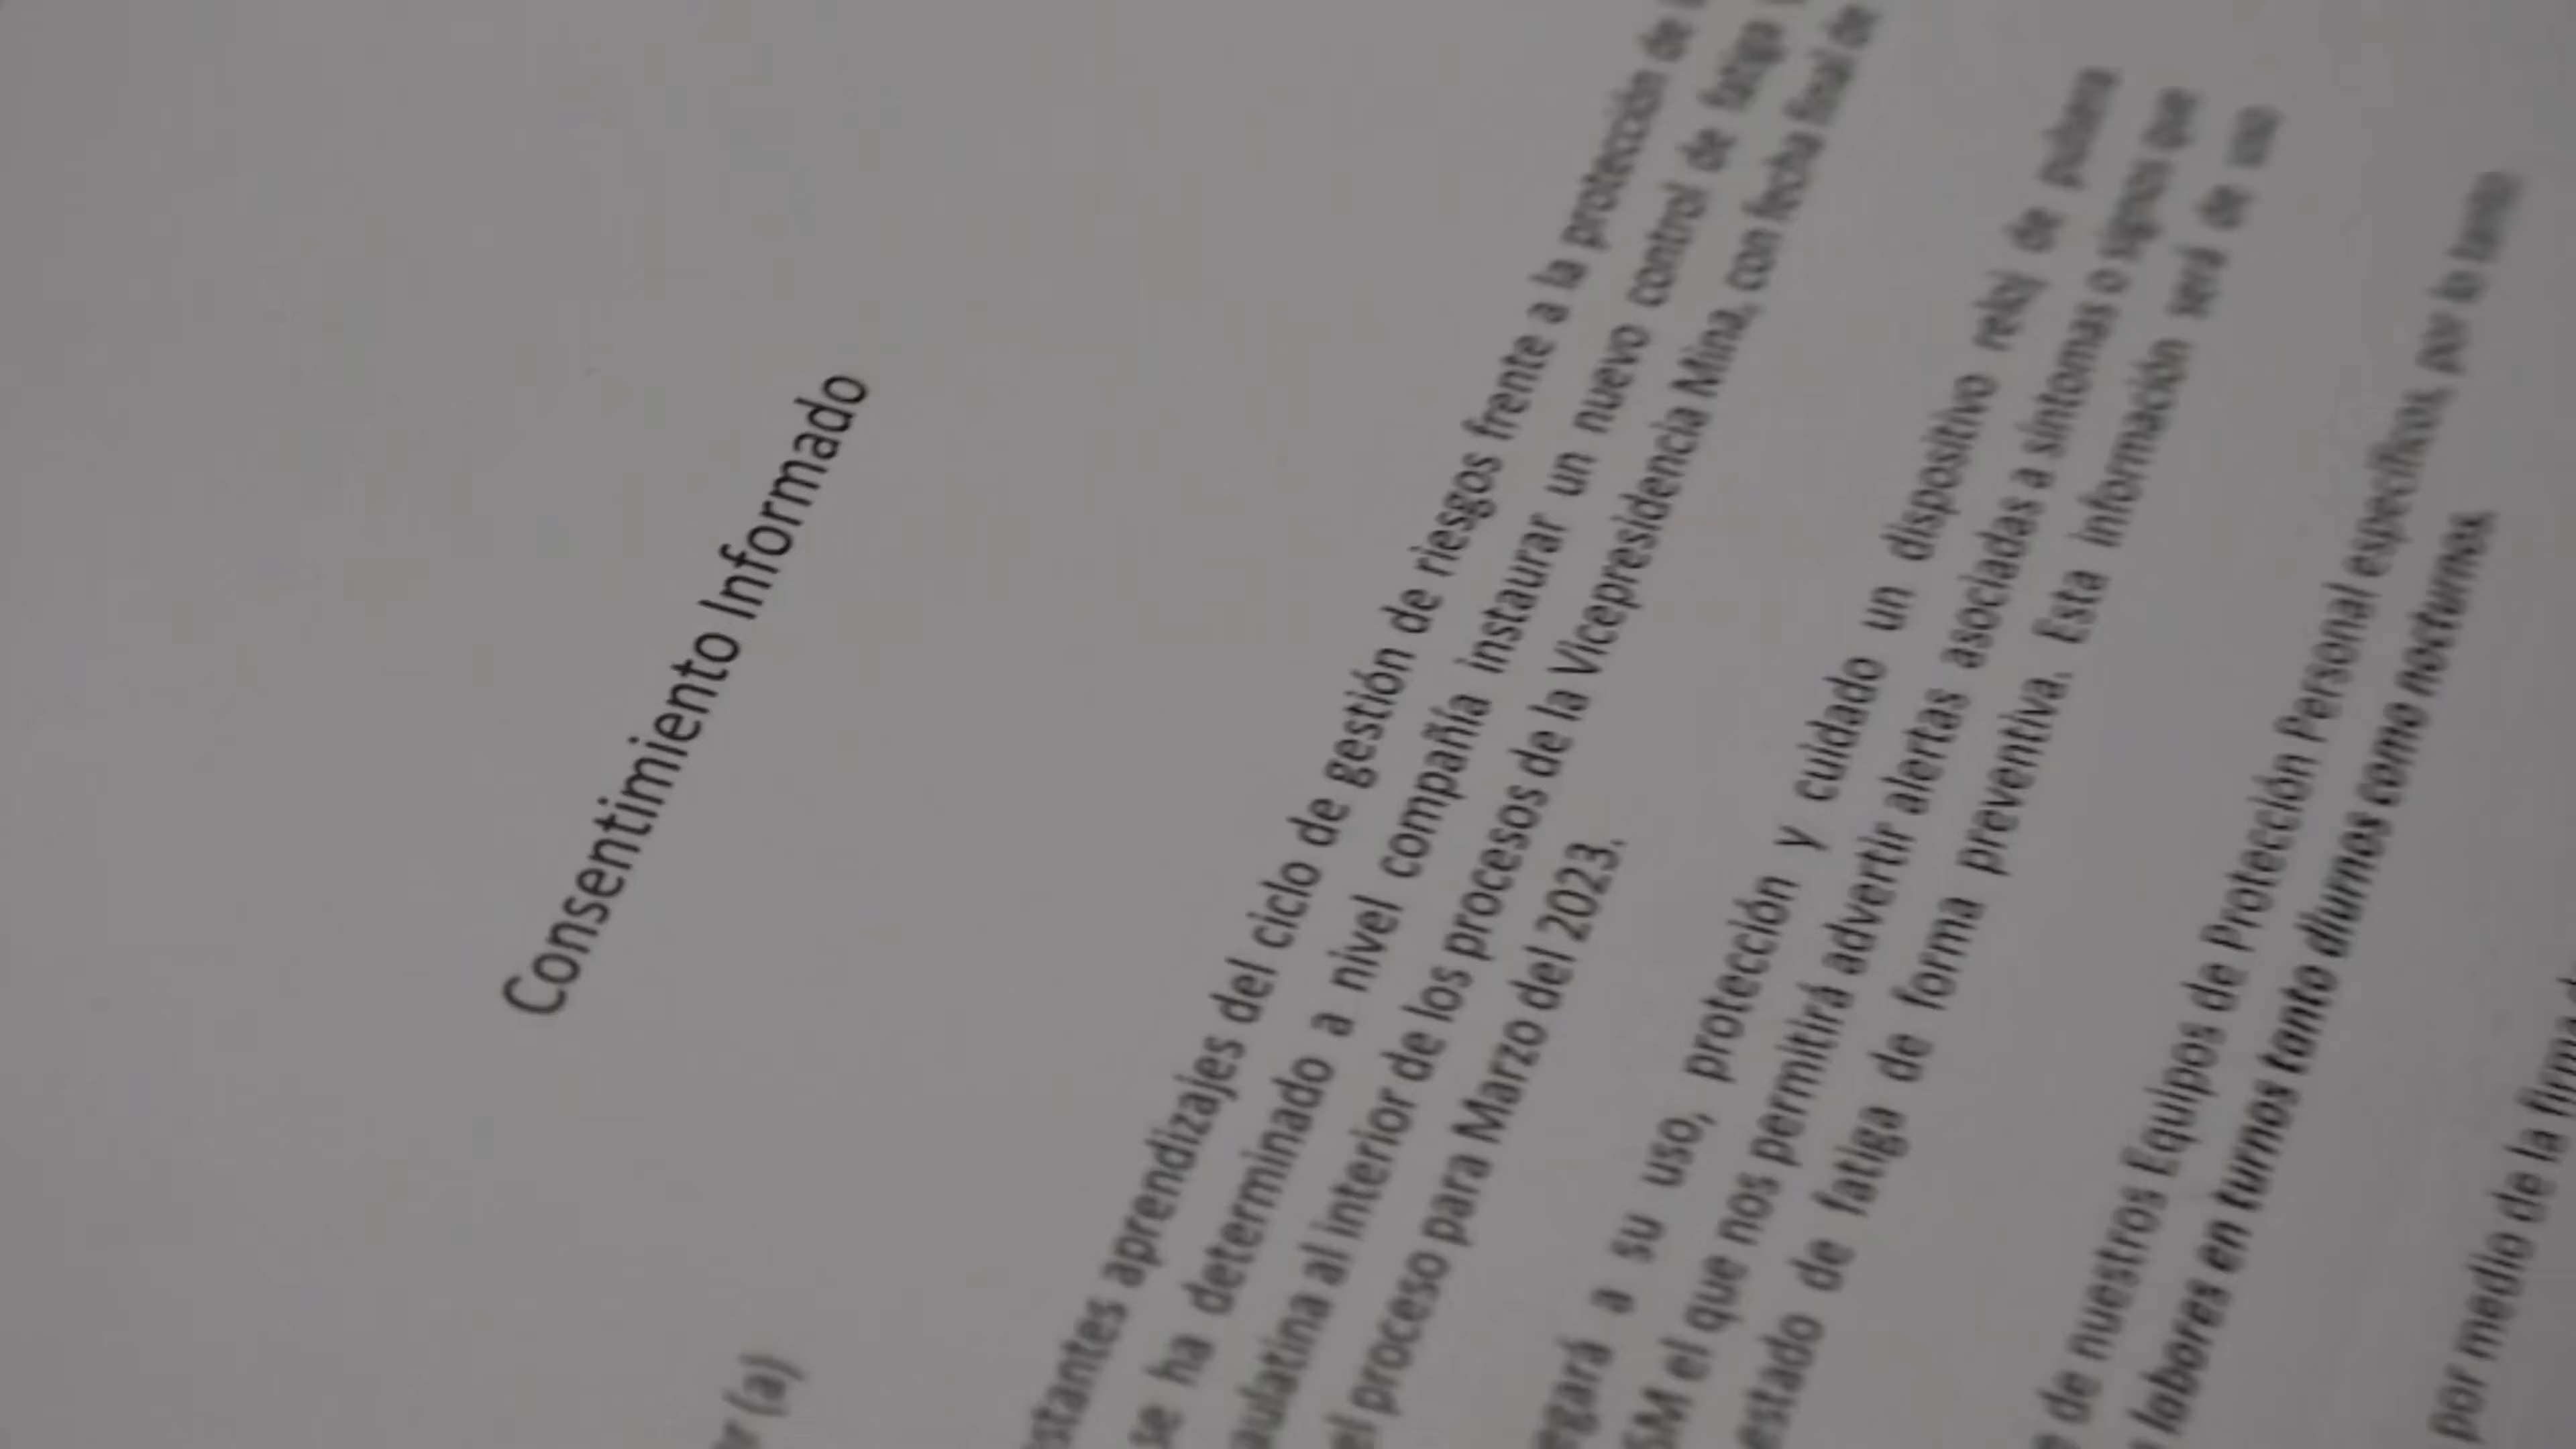 Consentimiento Informado
r (a)
stantes aprendizajes del ciclo de gestión de riesgos frente a la protección de
se ha determinado a nivel compañía instaurar un nuevo control de fatiga
aulatina al interior de los procesos de la Vicepresidencia Mina, con fecha final de
el proceso para Marzo del 2023.
egará a su uso, protección y cuidado un dispositivo reloj de pulsera
SM el que nos permitirá advertir alertas asociadas a síntomas o signos que
estado de fatiga de forma preventiva. Esta información será de uso
de nuestros Equipos de Protección Personal específicos, por lo tanto
labores en turnos tanto diurnos como nocturnos.
por medio de la firma d